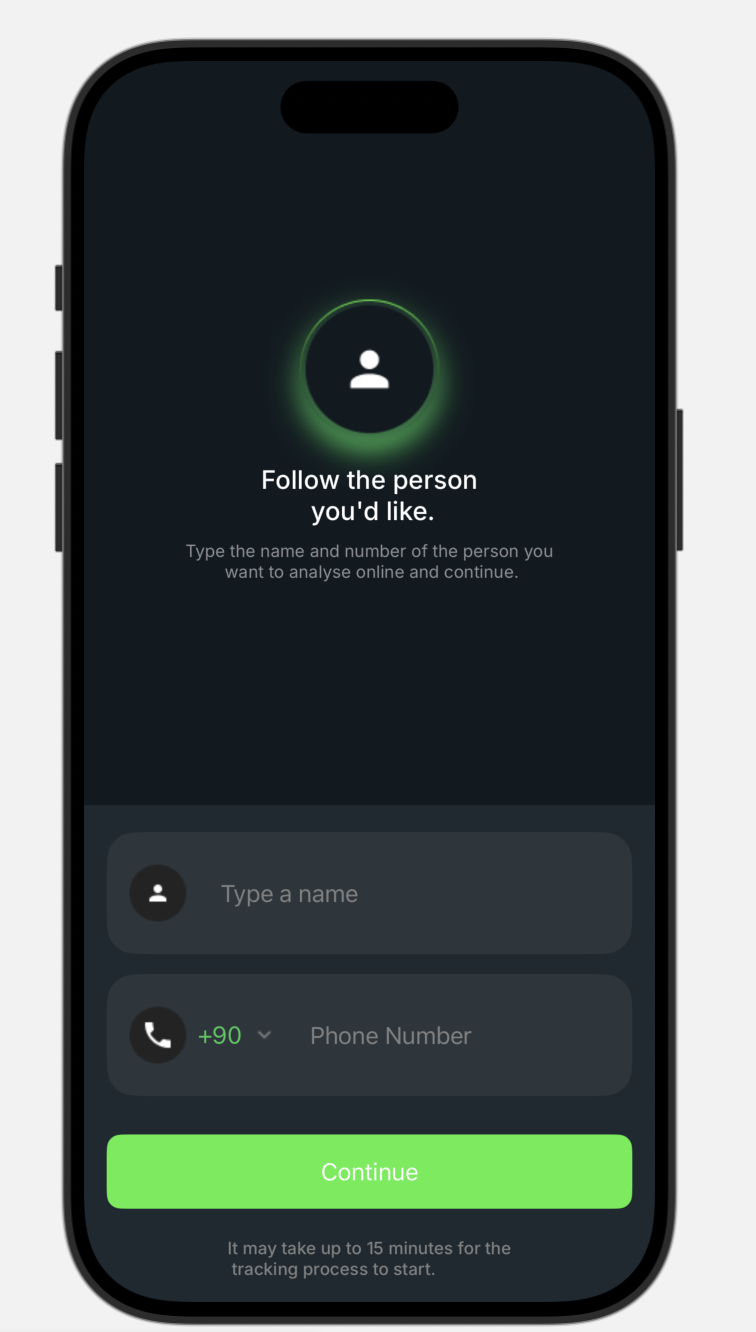 Follow the person
you'd like.
Type the name and number of the person you
want to analyse online and continue.
Type a name
+90 Phone Number
Continue
It may take up to 15 minutes for the
tracking process to start.